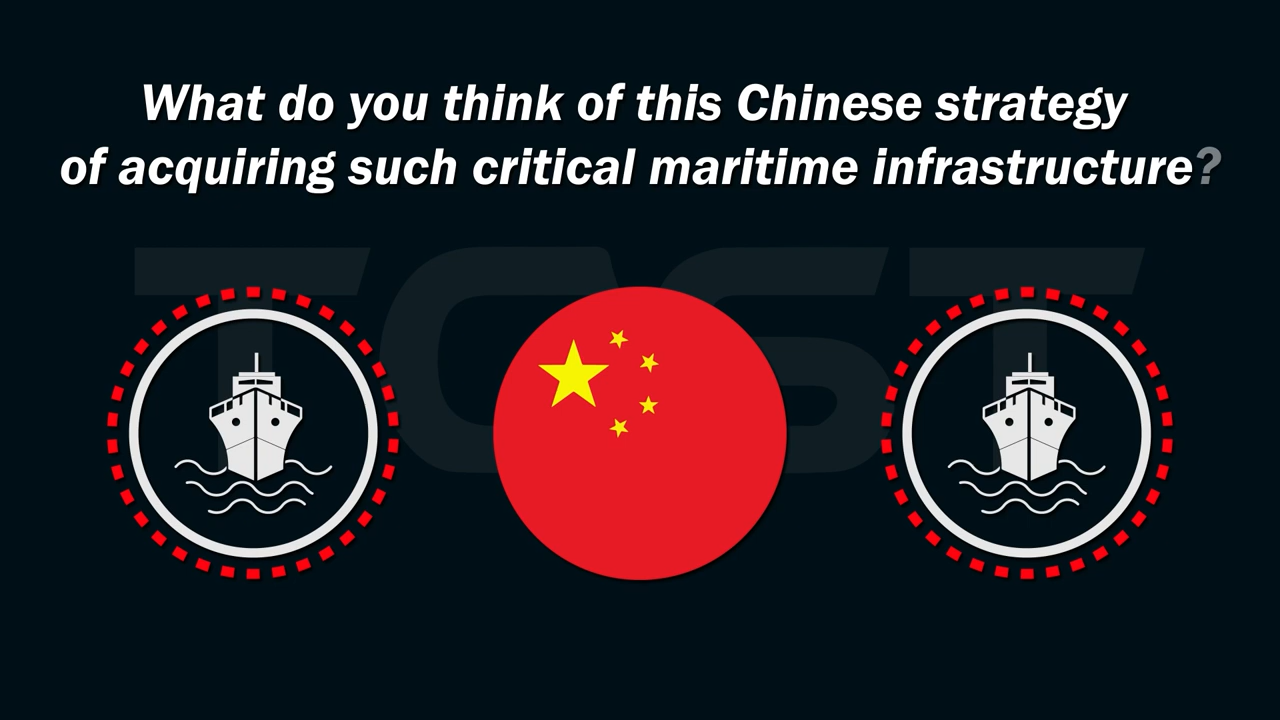 What do you think of this Chinese strategy
of acquiring such critical maritime infrastructure?